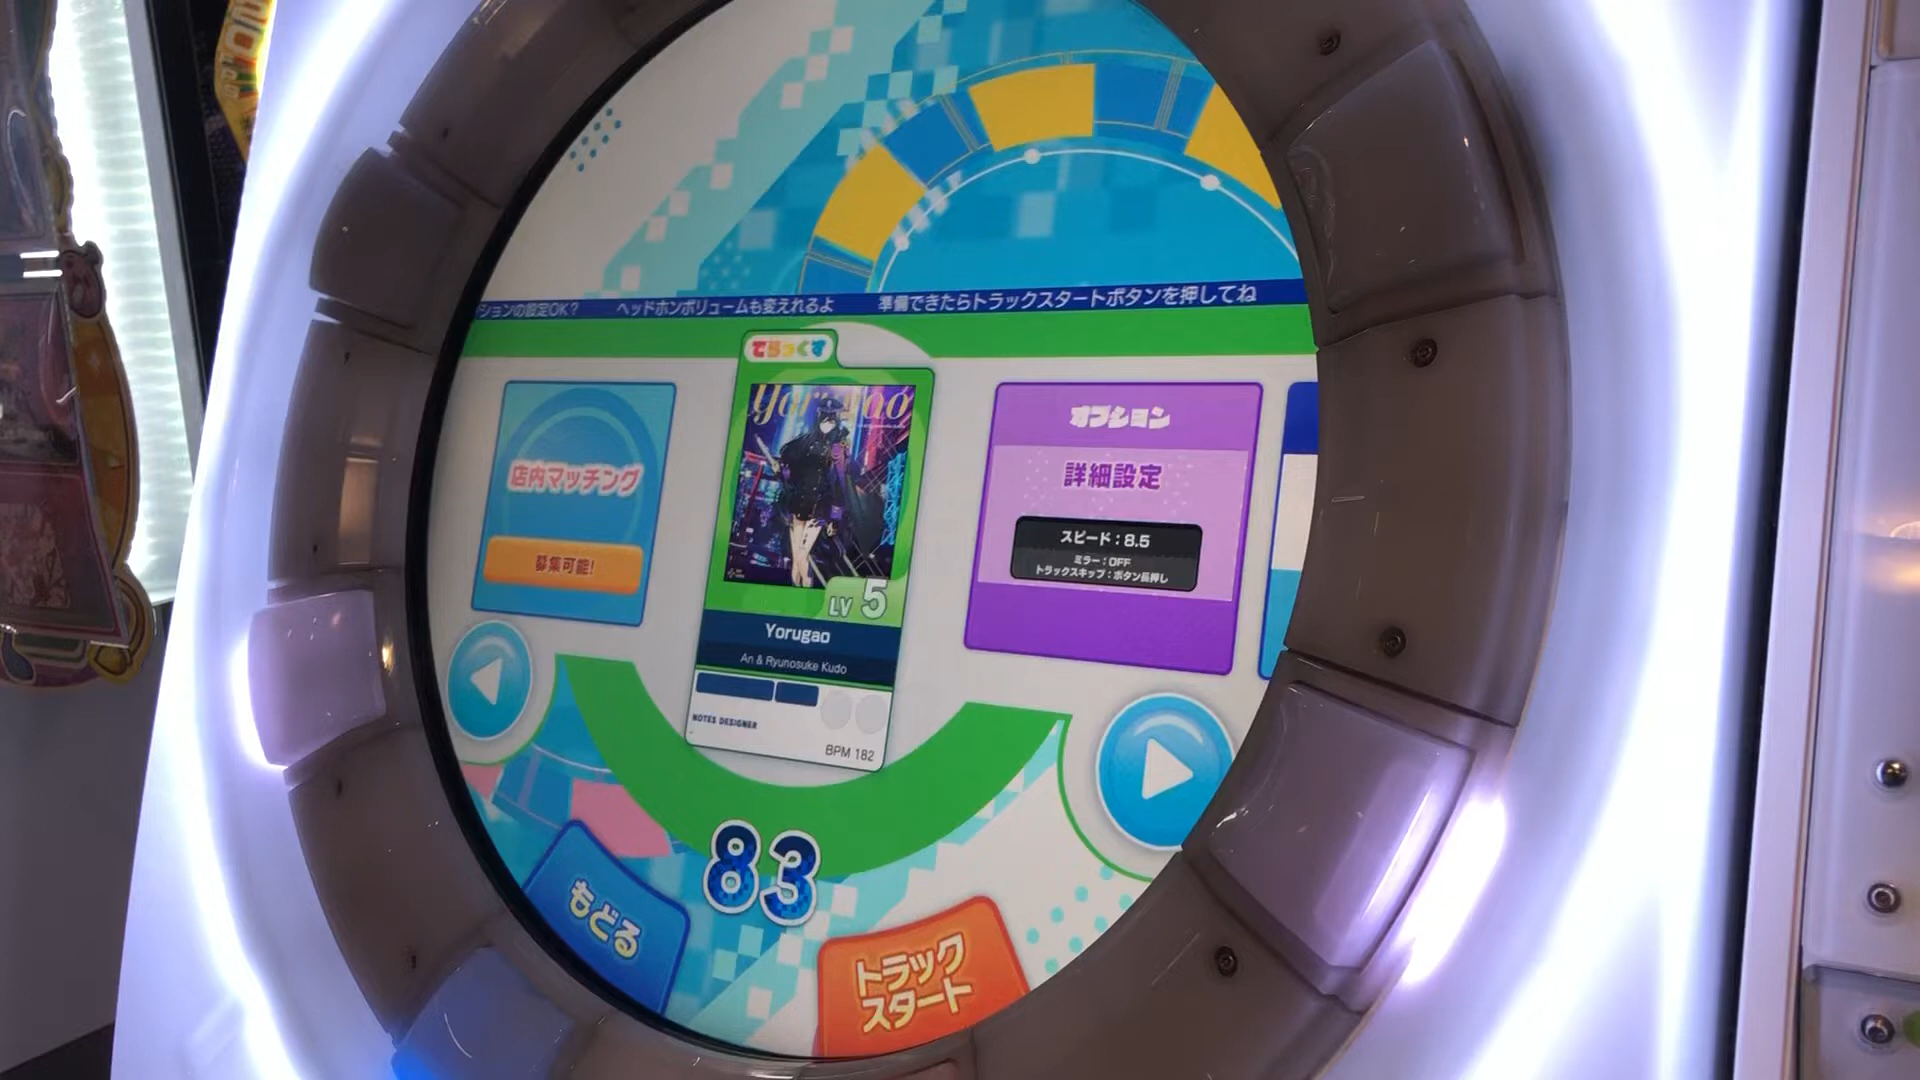 ションの設定OK? ヘッドホンボリュームも変えれるよ 準備できたらトラックスタートボタンを押してね
でらっくす
Yorugao
LV 5
Yorugao
An & Ryunosuke Kudo
NOTES DESIGNER
-
BPM 182
店内マッチング
募集可能!
オプション
詳細設定
スピード:8.5
ミラー:OFF
トラックスキップ:ボタン長押し
83
もどる
トラック
スタート